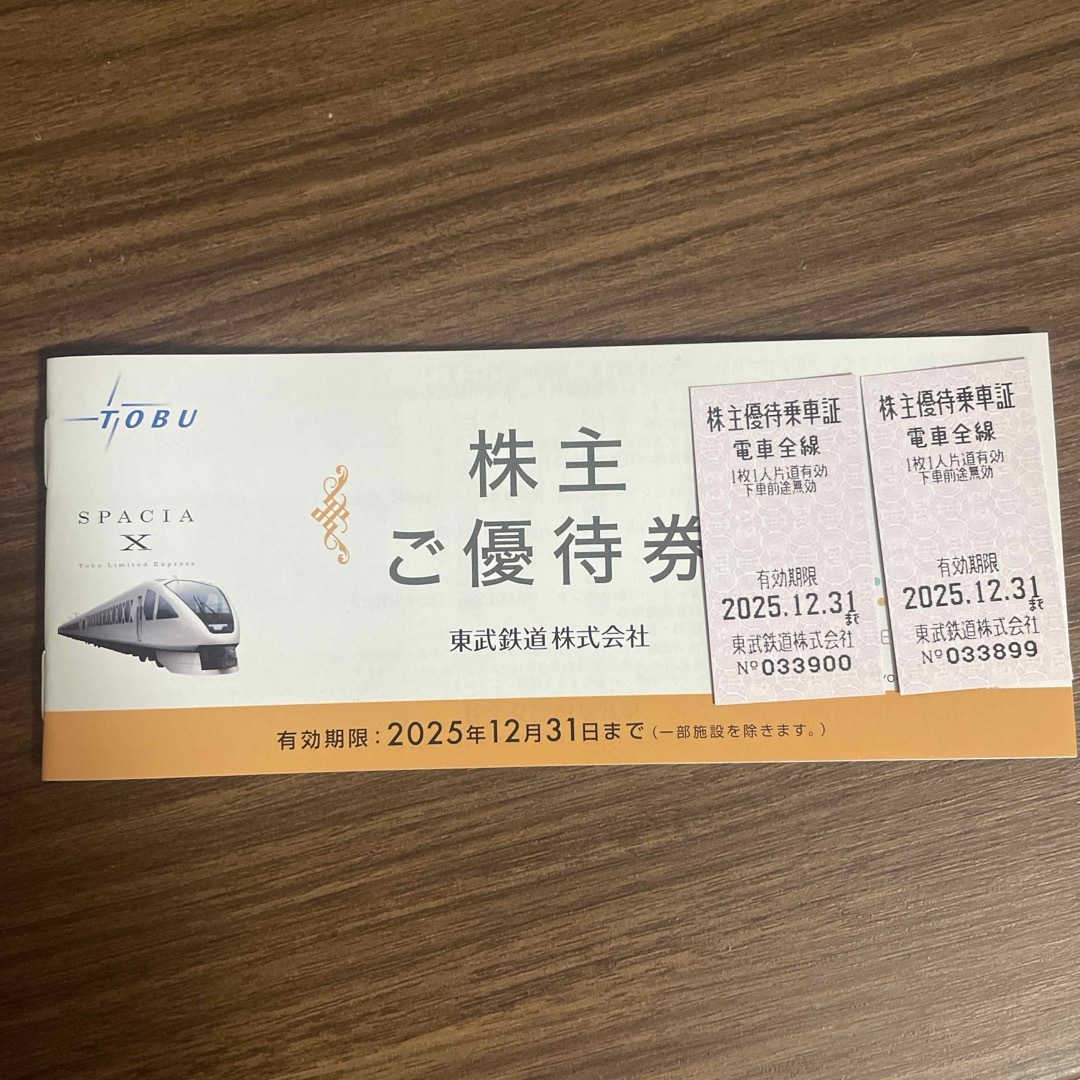 TOBU
SPACIA
X
Tobu Limited Express
株主
ご優待券
東武鉄道株式会社
有効期限：2025年12月31日まで（一部施設を除きます。）
株主優待乗車証
電車全線
1枚1人片道有効
下車前途無効
有効期限
2025.12.31まで
東武鉄道株式会社
Nº033900
株主優待乗車証
電車全線
1枚1人片道有効
下車前途無効
有効期限
2025.12.31まで
東武鉄道株式会社
Nº033899